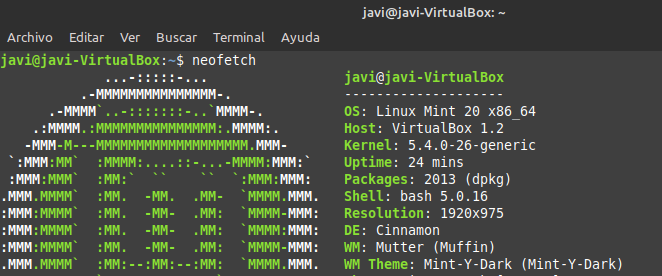 javi@javi-VirtualBox: ~
Archivo Editar Ver Buscar Terminal Ayuda
javi@javi-VirtualBox:~$ neofetch
...-:::::-... javi@javi-VirtualBox
.-MMMMMMMMMMMMMMM-. --------------------
.-MMMM`..-:::::::-..`MMMM-. OS: Linux Mint 20 x86_64
.:MMMM.:MMMMMMMMMMMMMMM:.MMMM:. Host: VirtualBox 1.2
-MMM-M---MMMMMMMMMMMMMMMMMMM.MMM- Kernel: 5.4.0-26-generic
`:MMM:MM` :MMMM:....::-...-MMMM:MMM:` Uptime: 24 mins
:MMM:MMM` :MM:` `` `` `:MMM:MMM: Packages: 2013 (dpkg)
.MMM.MMMM` :MM. -MM. .MM- `MMMM.MMM. Shell: bash 5.0.16
:MMM:MMMM` :MM. -MM- .MM: `MMMM-MMM: Resolution: 1920x975
:MMM:MMMM` :MM. -MM- .MM: `MMMM:MMM: DE: Cinnamon
:MMM:MMMM` :MM. -MM- .MM: `MMMM-MMM: WM: Mutter (Muffin)
.MMM.MMMM` :MM:--:MM:--:MM: `MMMM.MMM. WM Theme: Mint-Y-Dark (Mint-Y-Dark)